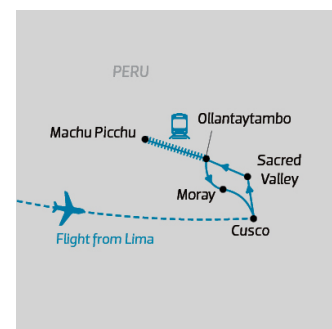 PERU
Ollantaytambo
Machu Picchu
Sacred
Valley
Moray
Cusco
Flight from Lima